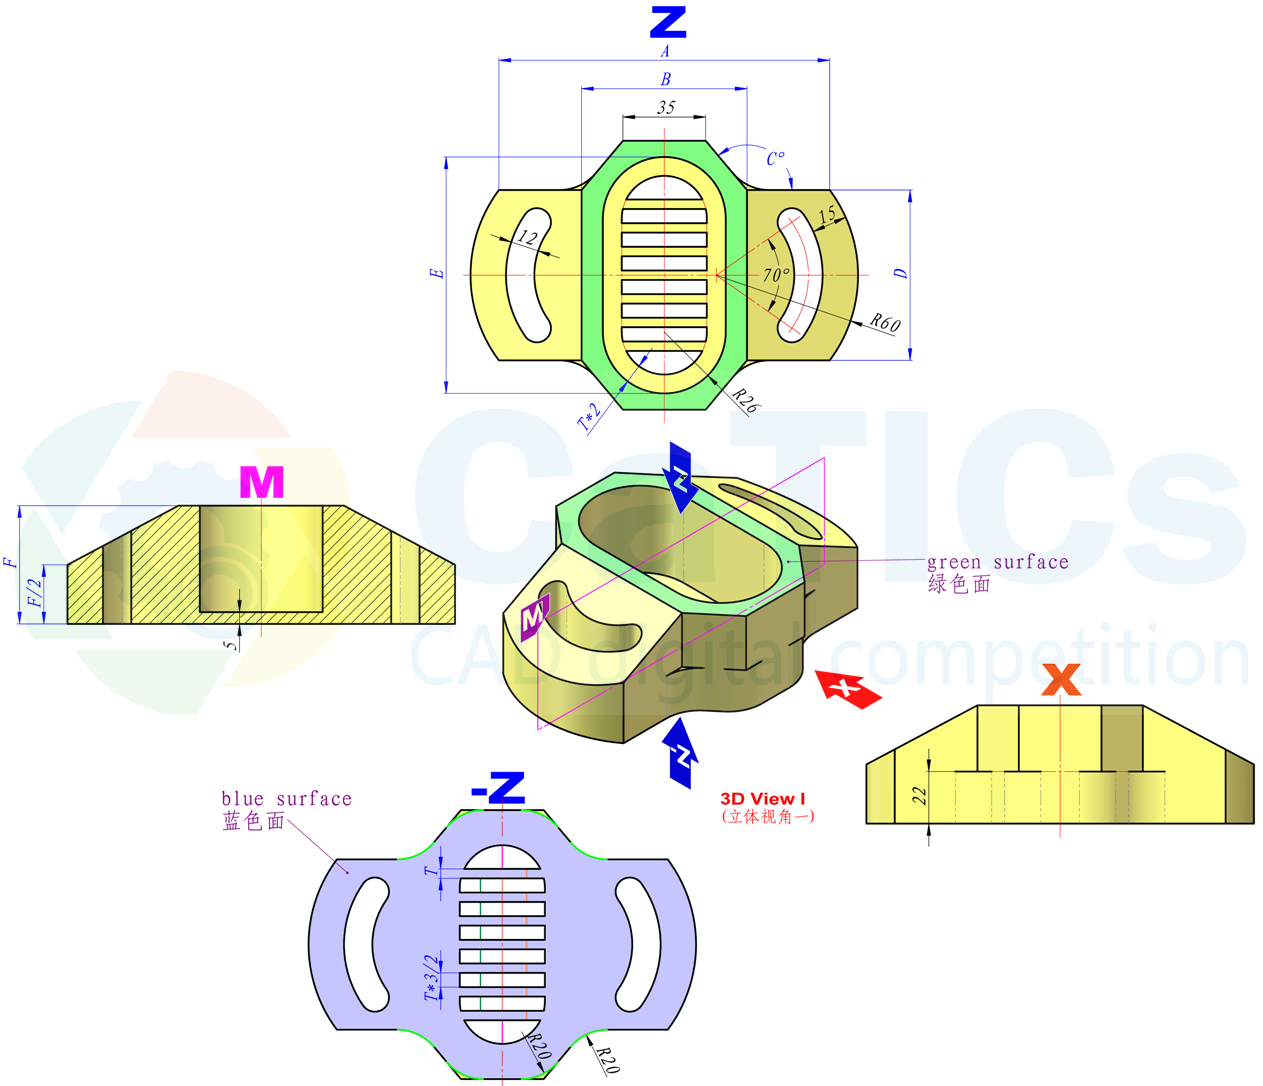 Z
A
B
35
C°
E
12
15
70°
D
R60
R26
T*2
M
F
F/2
5
Z
M
green surface
绿色面
X
-Z
CaTICs
CAD digital competition
3D View I
(立体视角一)
X
22
-Z
blue surface
蓝色面
T
T*3/2
R20
R20